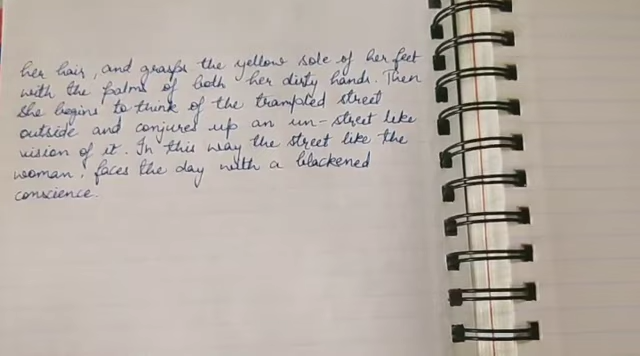 her hair, and grasps the yellow sole of her feet
with the palms of both her dirty hands. Then
she begins to think of the trampled street
outside and conjures up an un-street like
vision of it. In this way the street like the
woman, faces the day with a blackened
conscience.